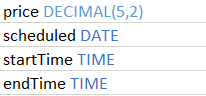 price DECIMAL(5,2)
scheduled DATE
startTime TIME
endTime TIME